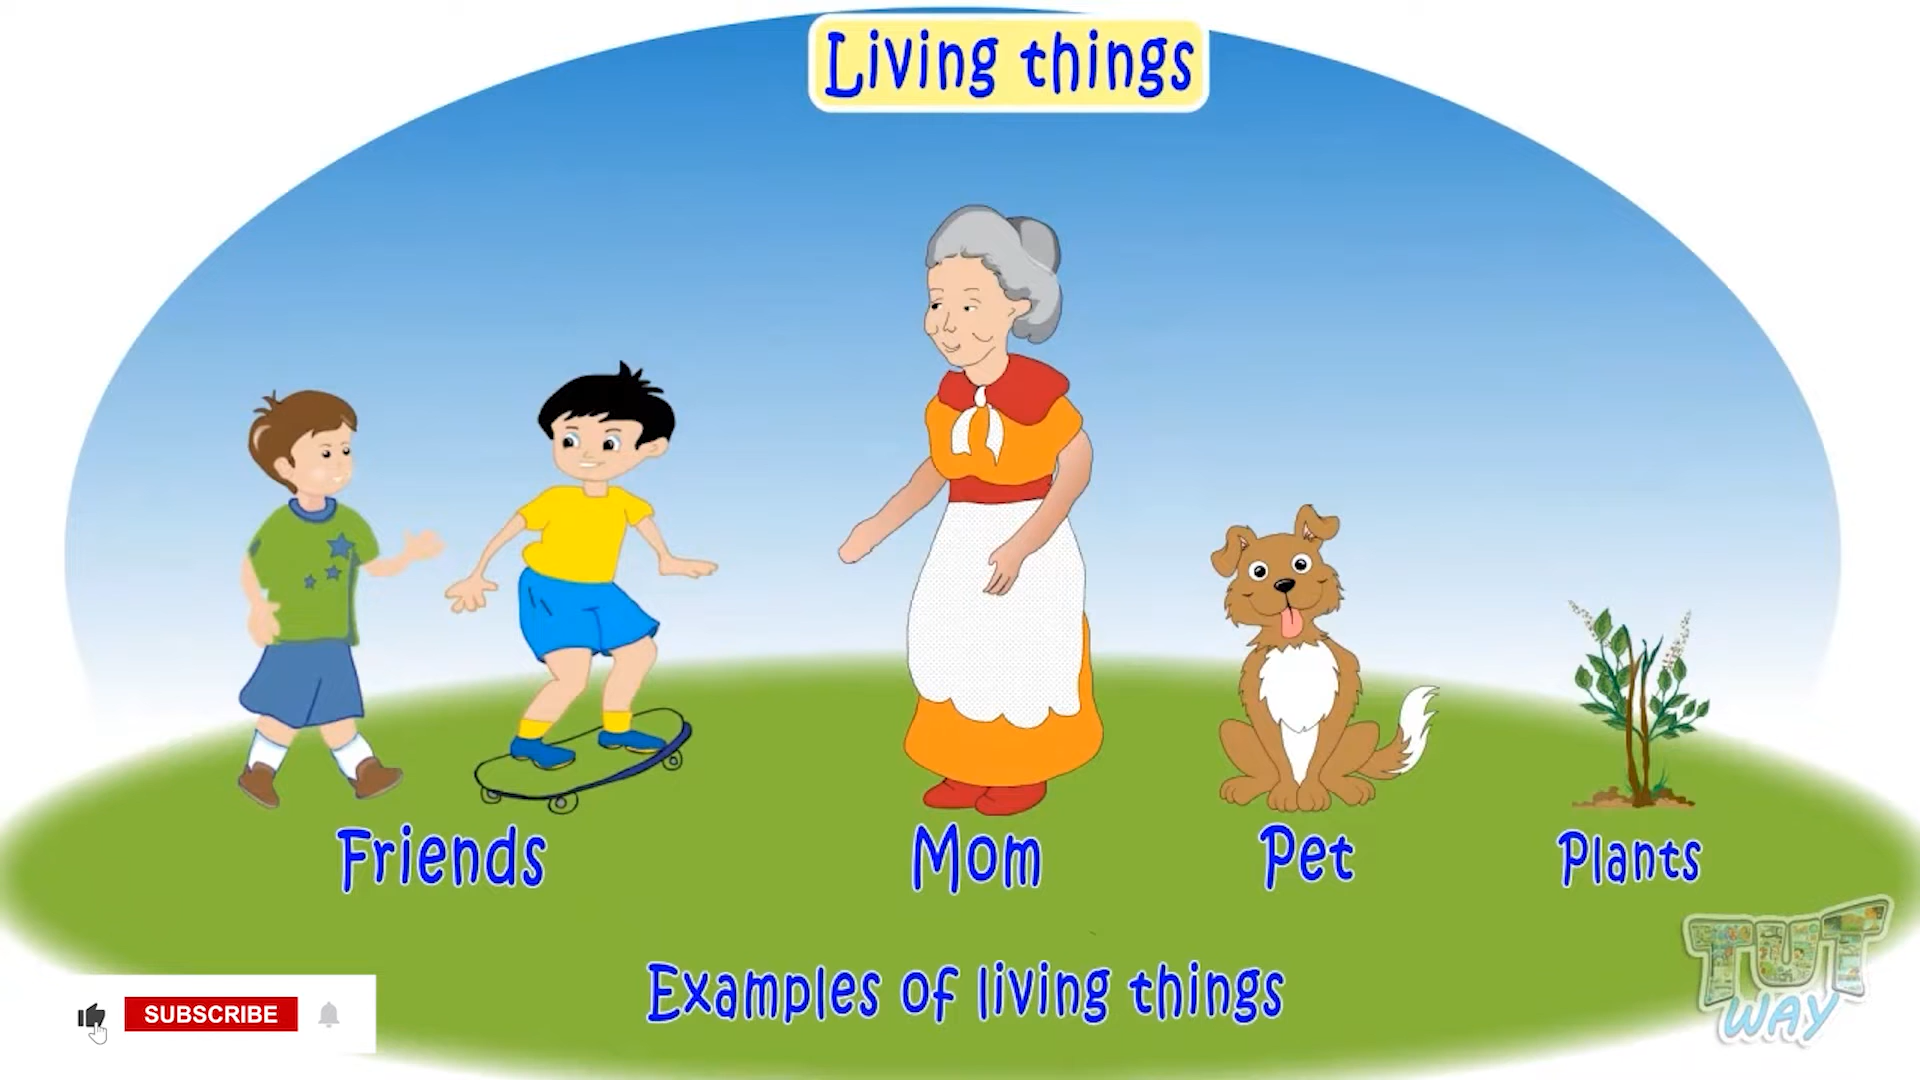 Living things
Friends
Mom
Pet
Plants
Examples of living things
SUBSCRIBE
TUT
WAY